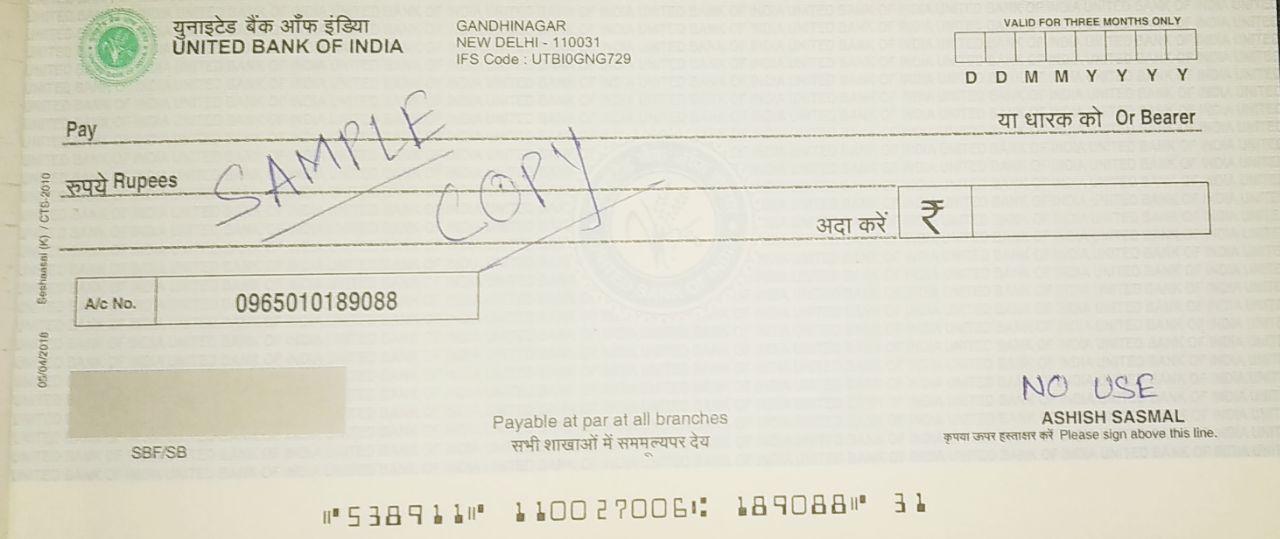 युनाइटेड बैंक ऑफ इंडिया
UNITED BANK OF INDIA
GANDHINAGAR
NEW DELHI - 110031
IFS Code : UTBI0GNG729
VALID FOR THREE MONTHS ONLY
D D M M Y Y Y Y
Pay
या धारक को Or Bearer
रुपये Rupees
SAMPLE
COPY
अदा करें ₹
A/c No. 0965010189088
Seshaasai (K) / CTS-2010
05/04/2018
SBF/SB
Payable at par at all branches
सभी शाखाओं में सममूल्यपर देय
NO USE
ASHISH SASMAL
कृपया ऊपर हस्ताक्षर करें Please sign above this line.
⑈538911⑈ 110027006⑆ 189088⑈ 31